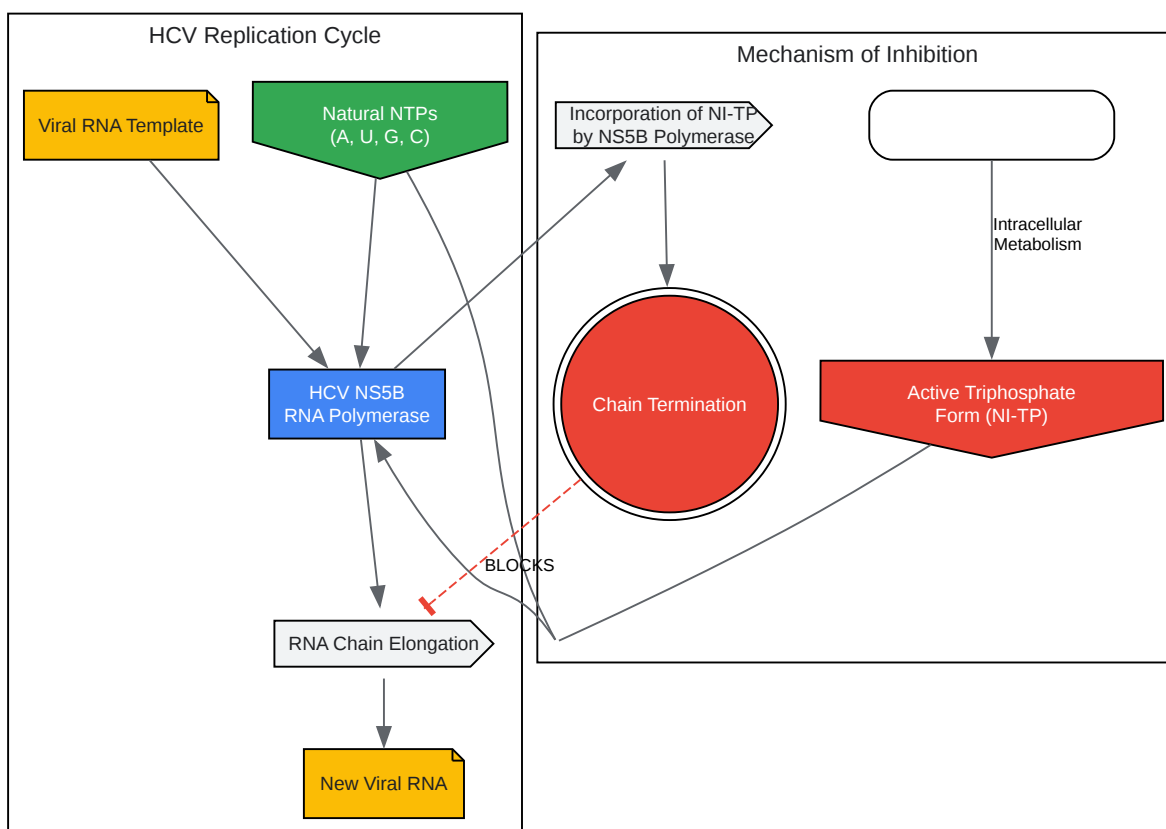 HCV Replication Cycle
Viral RNA Template
Natural NTPs
(A, U, G, C)
HCV NS5B
RNA Polymerase
RNA Chain Elongation
New Viral RNA
Mechanism of Inhibition
Incorporation of NI-TP
by NS5B Polymerase
Intracellular
Metabolism
Chain Termination
Active Triphosphate
Form (NI-TP)
BLOCKS